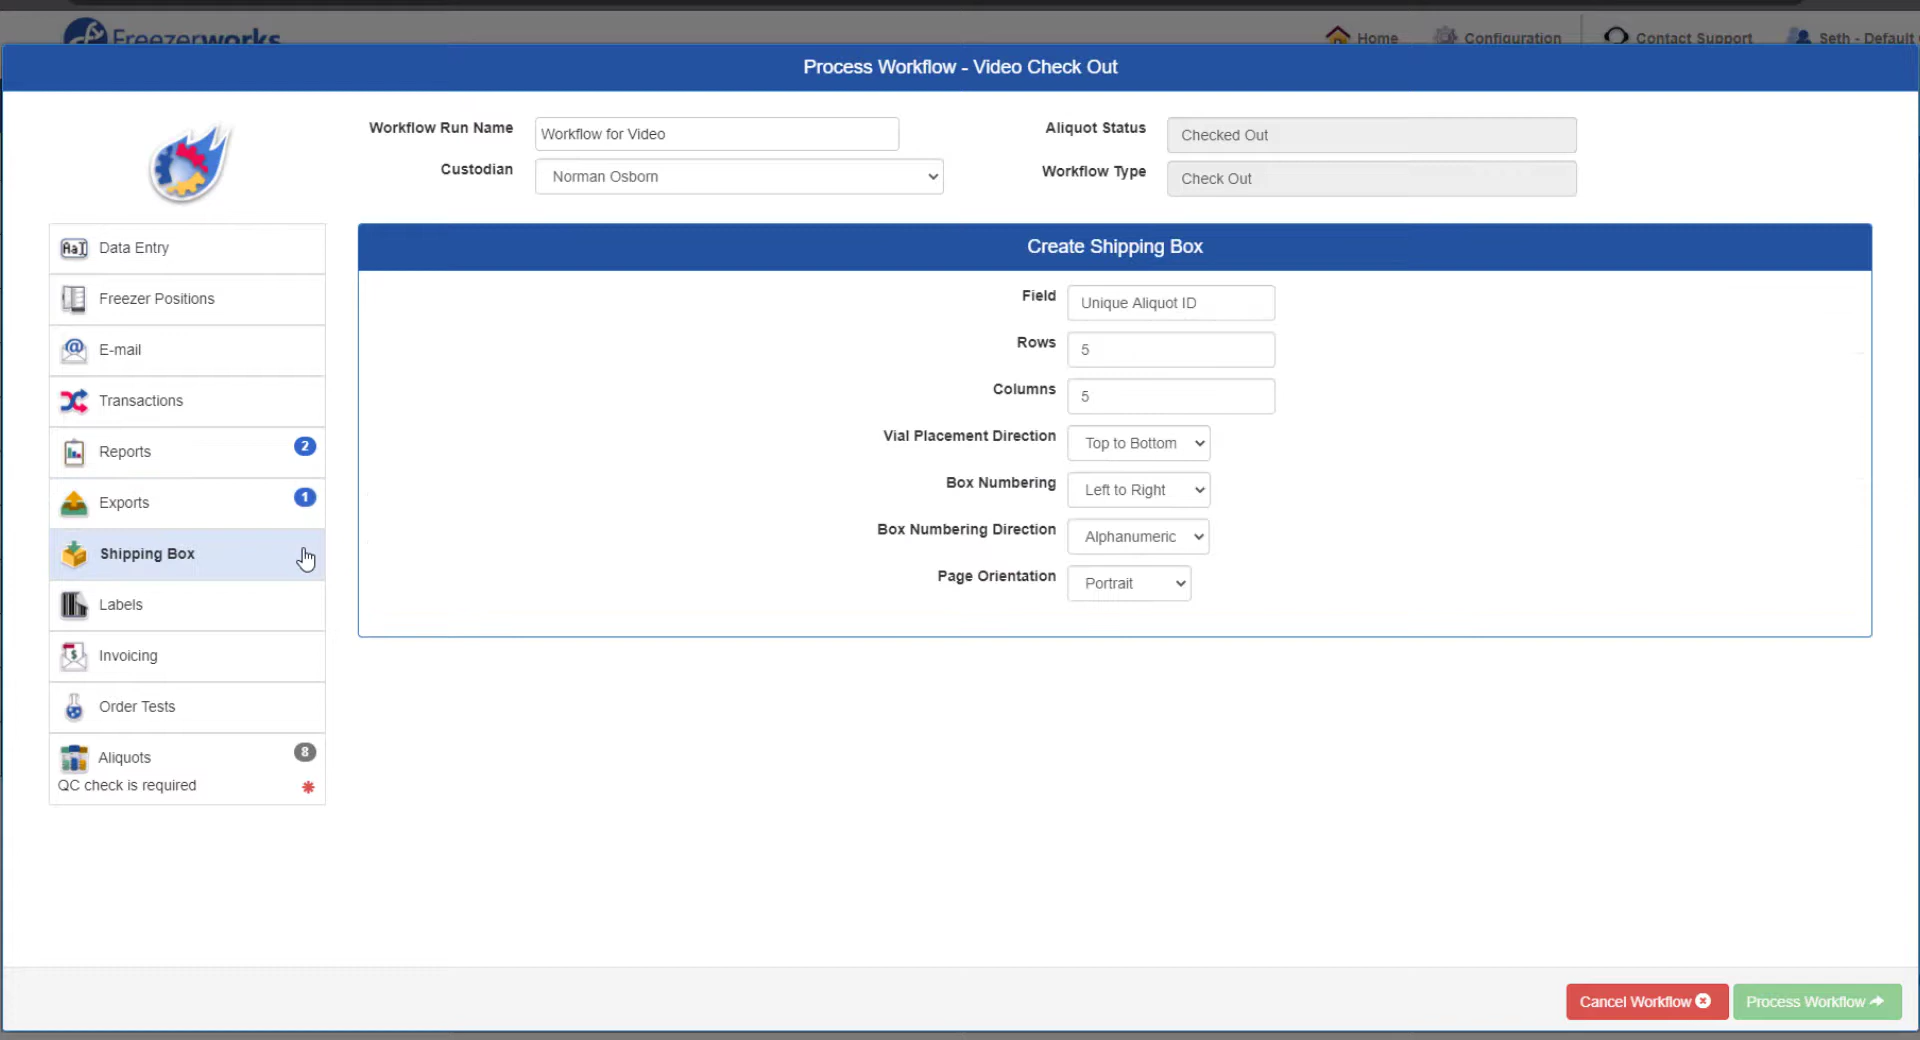 Freezerworks
Home
Configuration
Contact Support
Seth - Default
Process Workflow - Video Check Out
Workflow Run Name
Workflow for Video
Aliquot Status
Checked Out
Custodian
Norman Osborn
Workflow Type
Check Out
Data Entry
Freezer Positions
E-mail
Transactions
Reports
2
Exports
1
Shipping Box
Labels
Invoicing
Order Tests
Aliquots
8
QC check is required
*
Create Shipping Box
Field
Unique Aliquot ID
Rows
5
Columns
5
Vial Placement Direction
Top to Bottom
Box Numbering
Left to Right
Box Numbering Direction
Alphanumeric
Page Orientation
Portrait
Cancel Workflow
Process Workflow